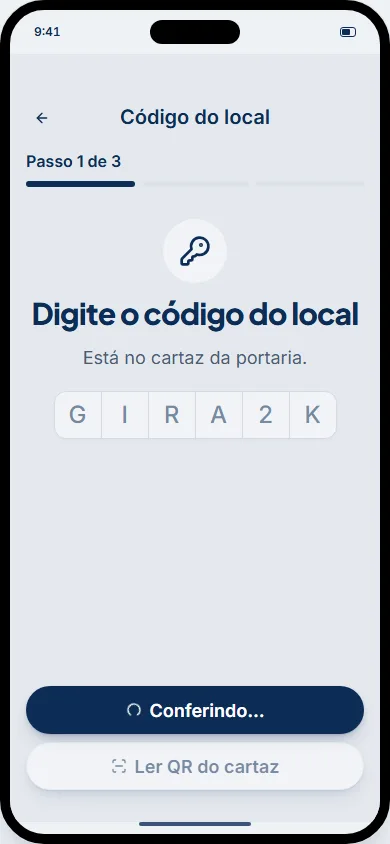 9:41
Código do local
Passo 1 de 3
Digite o código do local
Está no cartaz da portaria.
G I R A 2 K
Conferindo...
Ler QR do cartaz